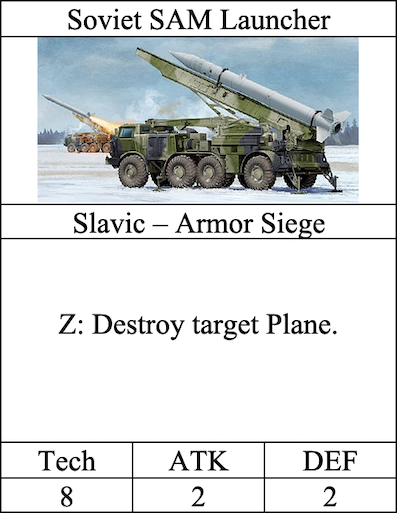 Soviet SAM Launcher
Slavic – Armor Siege
Z: Destroy target Plane.
Tech ATK DEF
8 2 2